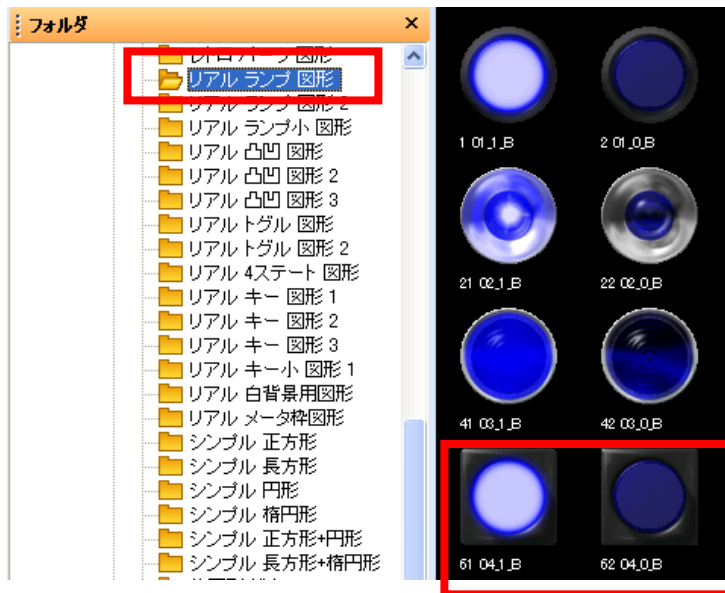 フォルダ
リアル ランプ 図形
リアル ランプ 図形 2
リアル ランプ小 図形
リアル 凸凹 図形
リアル 凸凹 図形 2
リアル 凸凹 図形 3
リアル トグル 図形
リアル トグル 図形 2
リアル 4ステート 図形
リアル キー 図形 1
リアル キー 図形 2
リアル キー 図形 3
リアル キー小 図形 1
リアル 白背景用図形
リアル メータ枠図形
シンプル 正方形
シンプル 長方形
シンプル 円形
シンプル 楕円形
シンプル 正方形+円形
シンプル 長方形+楕円形
1 01_1_B
2 01_0_B
21 02_1_B
22 02_0_B
41 03_1_B
42 03_0_B
61 04_1_B
62 04_0_B